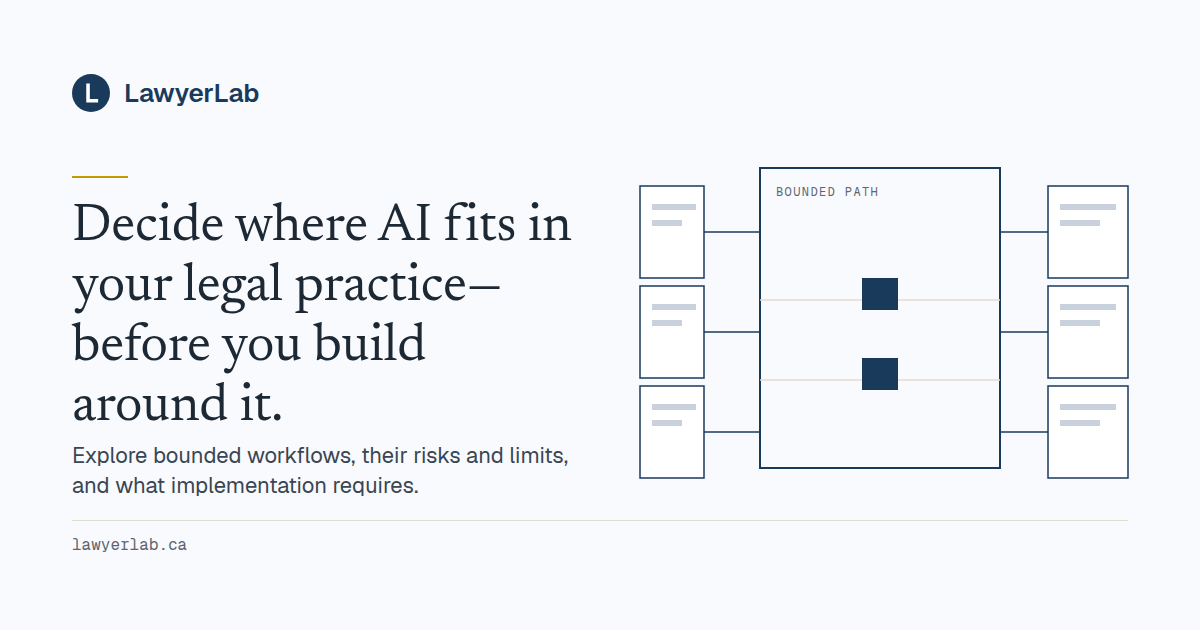 L LawyerLab
Decide where AI fits in
your legal practice—
before you build
around it.
Explore bounded workflows, their risks and limits,
and what implementation requires.
lawyerlab.ca
BOUNDED PATH